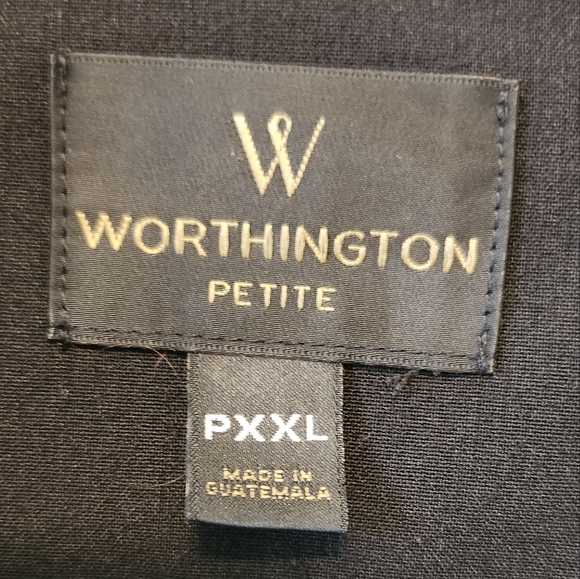 W
WORTHINGTON
PETITE
PXXL
MADE IN
GUATEMALA